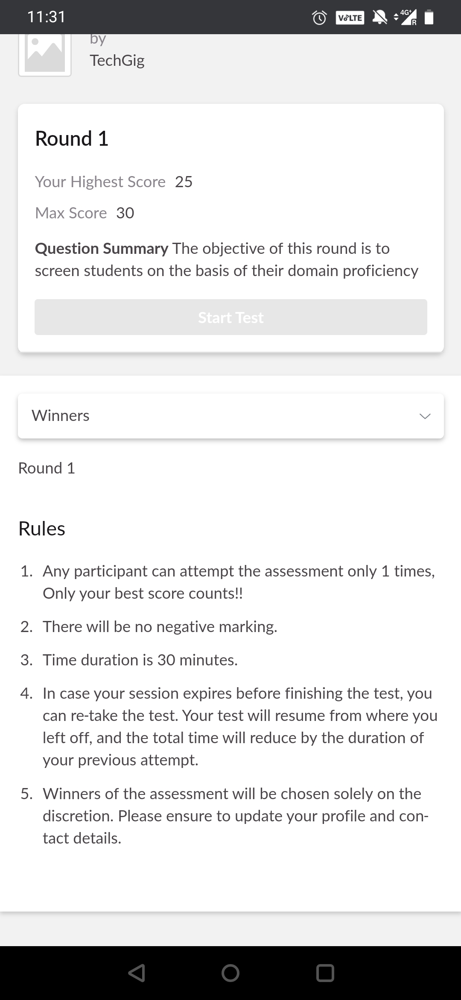 11:31
VoLTE
4G+
R
by
TechGig
Round 1
Your Highest Score 25
Max Score 30
Question Summary The objective of this round is to
screen students on the basis of their domain proficiency
Start Test
Winners
Round 1
Rules
1. Any participant can attempt the assessment only 1 times,
Only your best score counts!!
2. There will be no negative marking.
3. Time duration is 30 minutes.
4. In case your session expires before finishing the test, you
can re-take the test. Your test will resume from where you
left off, and the total time will reduce by the duration of
your previous attempt.
5. Winners of the assessment will be chosen solely on the
discretion. Please ensure to update your profile and con-
tact details.